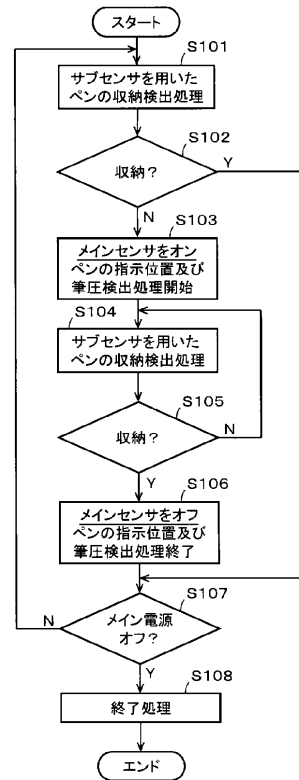 スタート
S101
サブセンサを用いた
ペンの収納検出処理
S102
収納?
Y
N
S103
メインセンサをオン
ペンの指示位置及び
筆圧検出処理開始
S104
サブセンサを用いた
ペンの収納検出処理
S105
収納?
N
Y
S106
メインセンサをオフ
ペンの指示位置及び
筆圧検出処理終了
S107
メイン電源
オフ?
N
Y
S108
終了処理
エンド